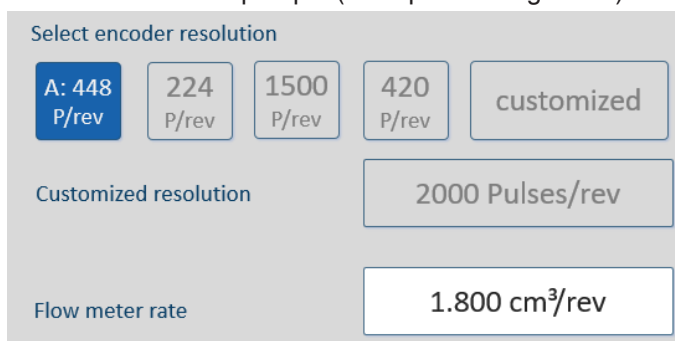 Select encoder resolution
A: 448 P/rev
224 P/rev
1500 P/rev
420 P/rev
customized
Customized resolution
2000 Pulses/rev
Flow meter rate
1.800 cm³/rev